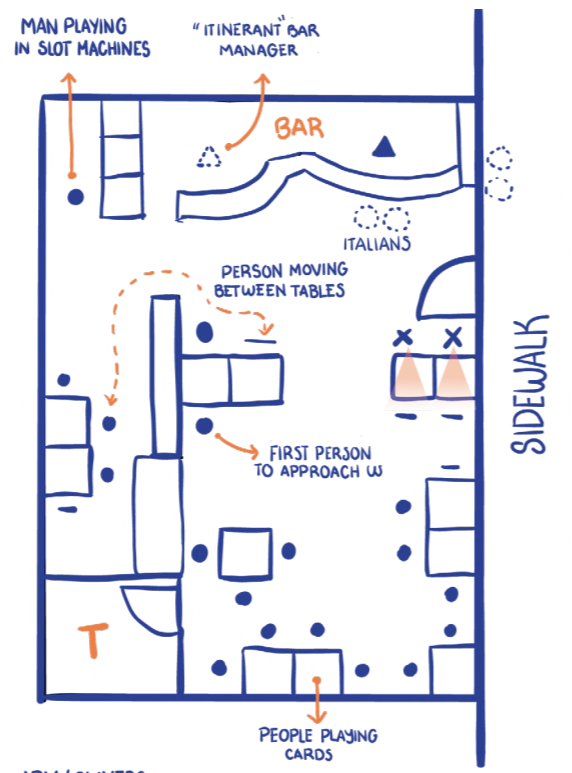 MAN PLAYING
IN SLOT MACHINES
"ITINERANT" BAR
MANAGER
BAR
ITALIANS
PERSON MOVING
BETWEEN TABLES
SIDEWALK
FIRST PERSON
TO APPROACH US
T
PEOPLE PLAYING
CARDS